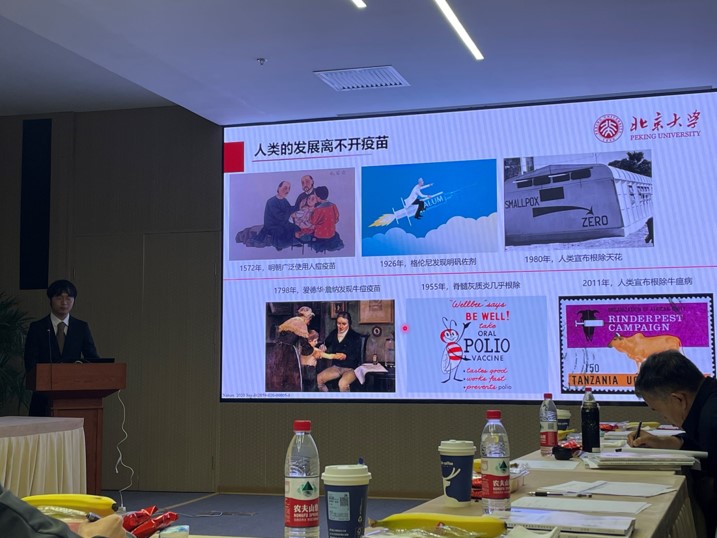 人类的发展离不开疫苗
北京大学
PEKING UNIVERSITY
ALUM
SMALLPOX
ZERO
1572年，明朝广泛使用人痘疫苗
1926年，格伦尼发现明矾佐剂
1980年，人类宣布根除天花
1798年，爱德华·詹纳发现牛痘疫苗
1955年，脊髓灰质炎几乎根除
2011年，人类宣布根除牛瘟病
Wellbee says
BE WELL!
take
ORAL
POLIO
VACCINE
• tastes good
• works fast
• prevents polio
RINDERPEST
CAMPAIGN
TANZANIA
农夫山泉
农夫山泉